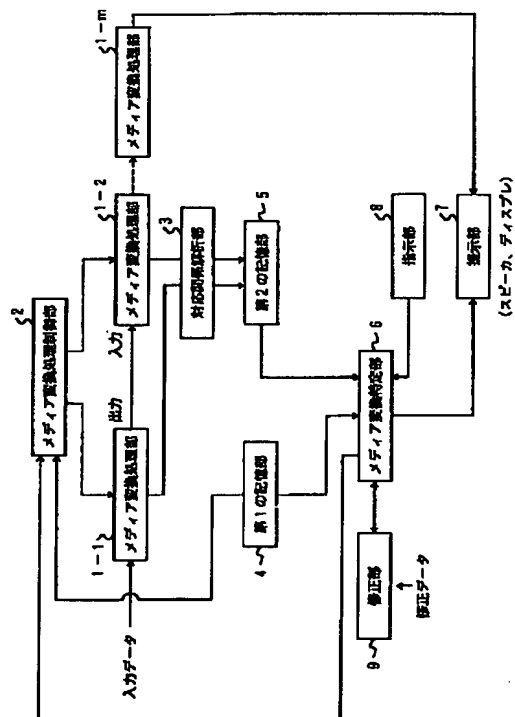 2
メディア変換処理制御部
1-1
メディア変換処理部
出力
入力
1-2
メディア変換処理部
1-m
メディア変換処理部
入力データ
3
対応関係解析部
4
第1の記憶部
5
第2の記憶部
6
メディア変換特定部
8
指示部
7
提示部
(スピーカ、ディスプレ)
9
修正部
修正データ